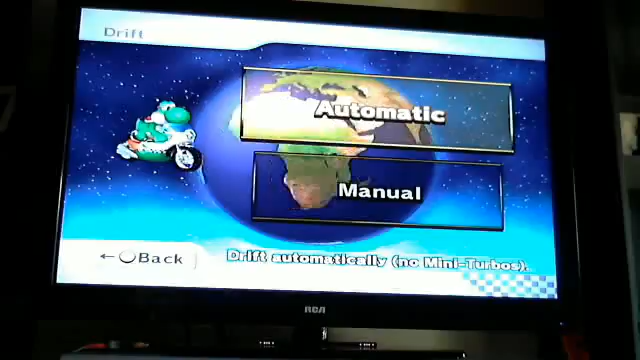 Drift
Automatic
Manual
←Back
Drift automatically (no Mini-Turbos).
RCA